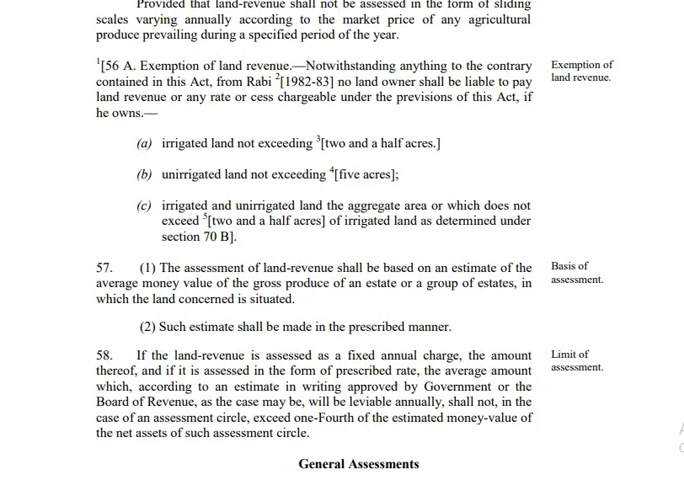 Provided that land-revenue shall not be assessed in the form of sliding
scales varying annually according to the market price of any agricultural
produce prevailing during a specified period of the year.
¹[56 A. Exemption of land revenue.—Notwithstanding anything to the contrary
contained in this Act, from Rabi ²[1982-83] no land owner shall be liable to pay
land revenue or any rate or cess chargeable under the previsions of this Act, if
he owns.—
Exemption of
land revenue.
(a) irrigated land not exceeding ³[two and a half acres.]
(b) unirrigated land not exceeding ⁴[five acres];
(c) irrigated and unirrigated land the aggregate area or which does not
exceed ⁵[two and a half acres] of irrigated land as determined under
section 70 B].
57. (1) The assessment of land-revenue shall be based on an estimate of the
average money value of the gross produce of an estate or a group of estates, in
which the land concerned is situated.
Basis of
assessment.
(2) Such estimate shall be made in the prescribed manner.
58. If the land-revenue is assessed as a fixed annual charge, the amount
thereof, and if it is assessed in the form of prescribed rate, the average amount
which, according to an estimate in writing approved by Government or the
Board of Revenue, as the case may be, will be leviable annually, shall not, in the
case of an assessment circle, exceed one-Fourth of the estimated money-value of
the net assets of such assessment circle.
Limit of
assessment.
General Assessments